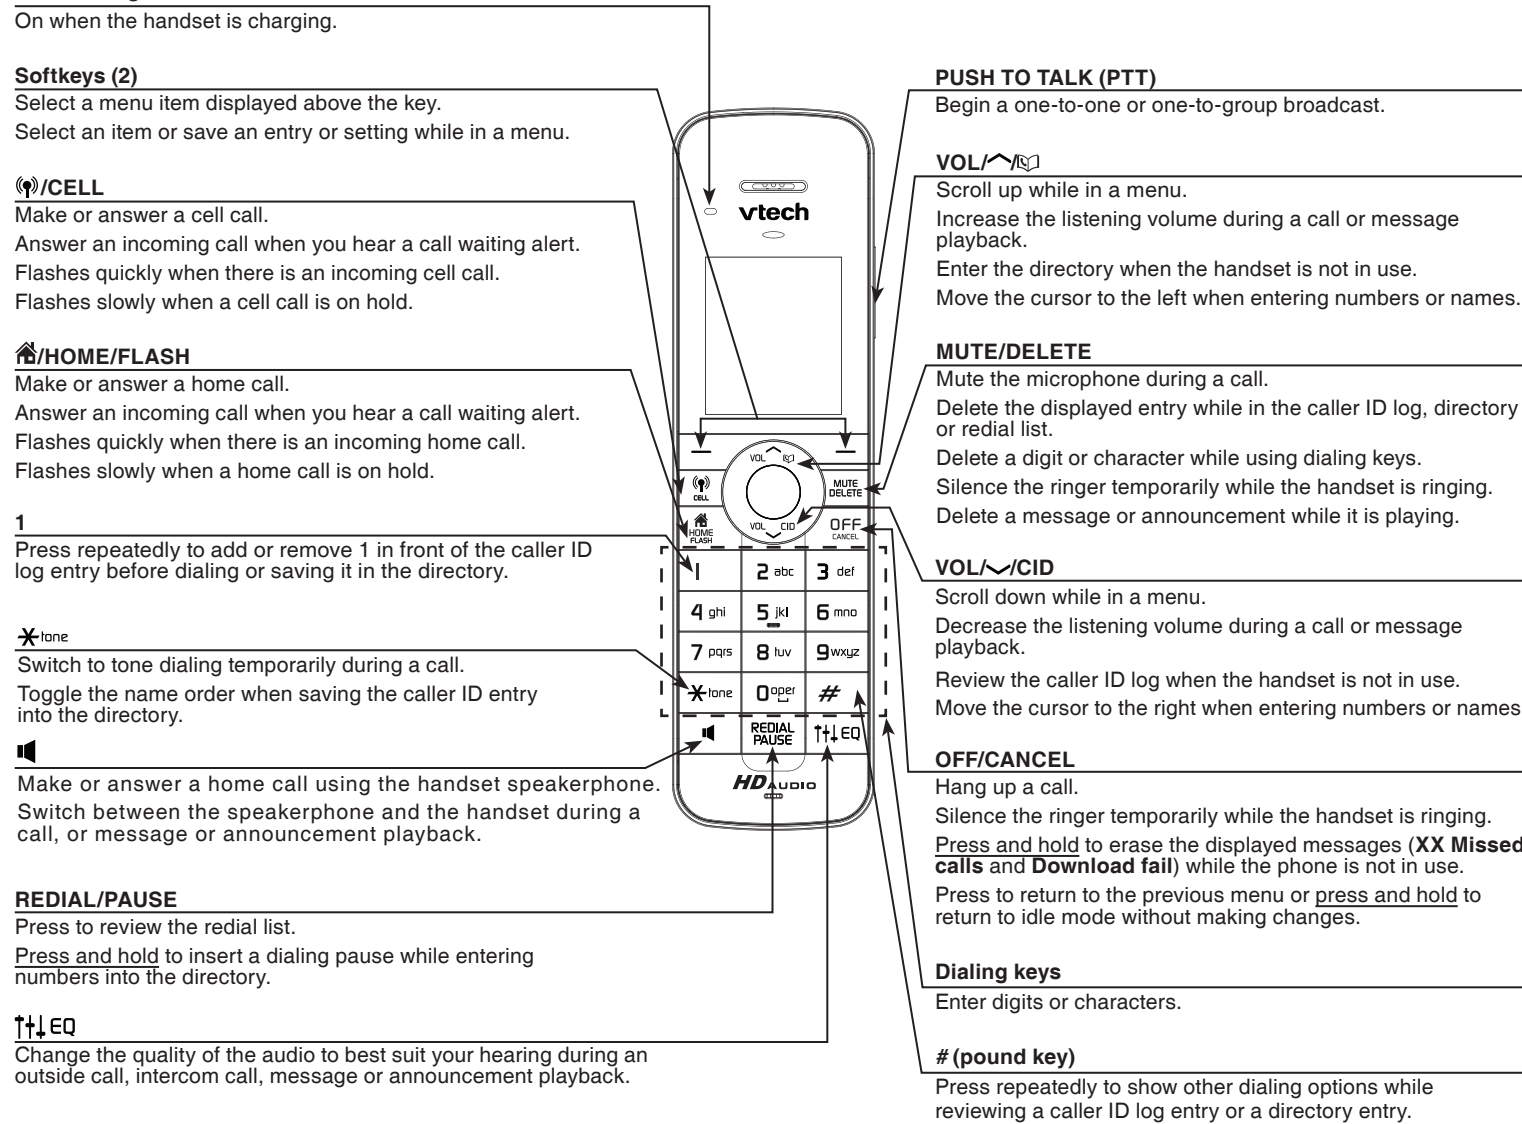 On when the handset is charging.
Softkeys (2)
Select a menu item displayed above the key.
Select an item or save an entry or setting while in a menu.
/CELL
Make or answer a cell call.
Answer an incoming call when you hear a call waiting alert.
Flashes quickly when there is an incoming cell call.
Flashes slowly when a cell call is on hold.
/HOME/FLASH
Make or answer a home call.
Answer an incoming call when you hear a call waiting alert.
Flashes quickly when there is an incoming home call.
Flashes slowly when a home call is on hold.
1
Press repeatedly to add or remove 1 in front of the caller ID
log entry before dialing or saving it in the directory.
tone
Switch to tone dialing temporarily during a call.
Toggle the name order when saving the caller ID entry
into the directory.
Make or answer a home call using the handset speakerphone.
Switch between the speakerphone and the handset during a
call, or message or announcement playback.
REDIAL/PAUSE
Press to review the redial list.
Press and hold to insert a dialing pause while entering
numbers into the directory.
EQ
Change the quality of the audio to best suit your hearing during an
outside call, intercom call, message or announcement playback.
vtech
VOL
CELL
MUTE
DELETE
HOME
FLASH
VOL CID
OFF
CANCEL
1
2 abc
3 def
4 ghi
5 jkl
6 mno
7 pqrs
8 tuv
9 wxyz
* tone
0 oper
#
REDIAL
PAUSE
EQ
HD AUDIO
PUSH TO TALK (PTT)
Begin a one-to-one or one-to-group broadcast.
VOL/
Scroll up while in a menu.
Increase the listening volume during a call or message
playback.
Enter the directory when the handset is not in use.
Move the cursor to the left when entering numbers or names.
MUTE/DELETE
Mute the microphone during a call.
Delete the displayed entry while in the caller ID log, directory
or redial list.
Delete a digit or character while using dialing keys.
Silence the ringer temporarily while the handset is ringing.
Delete a message or announcement while it is playing.
VOL/ /CID
Scroll down while in a menu.
Decrease the listening volume during a call or message
playback.
Review the caller ID log when the handset is not in use.
Move the cursor to the right when entering numbers or names
OFF/CANCEL
Hang up a call.
Silence the ringer temporarily while the handset is ringing.
Press and hold to erase the displayed messages (XX Missed
calls and Download fail) while the phone is not in use.
Press to return to the previous menu or press and hold to
return to idle mode without making changes.
Dialing keys
Enter digits or characters.
# (pound key)
Press repeatedly to show other dialing options while
reviewing a caller ID log entry or a directory entry.